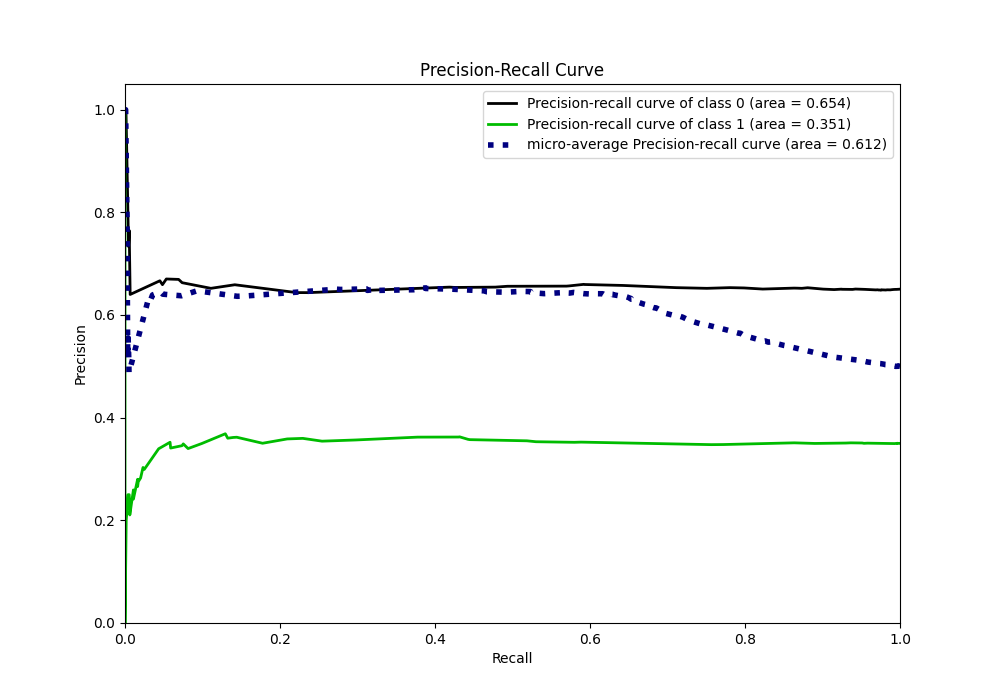 Precision-Recall Curve
Precision-recall curve of class 0 (area = 0.654)
Precision-recall curve of class 1 (area = 0.351)
micro-average Precision-recall curve (area = 0.612)
1.0
0.8
0.6
0.4
0.2
0.0
Precision
0.0 0.2 0.4 0.6 0.8 1.0
Recall